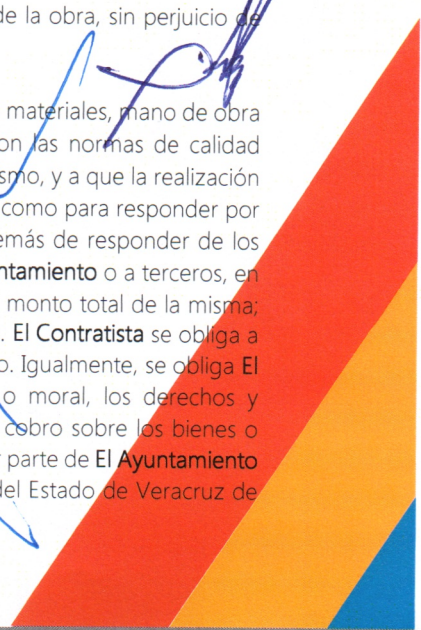 de la obra, sin perjuicio de
materiales, mano de obra
on las normas de calidad
ismo, y a que la realización
como para responder por
emás de responder de los
ntamiento o a terceros, en
monto total de la misma;
. El Contratista se obliga a
o. Igualmente, se obliga El
o moral, los derechos y
cobro sobre los bienes o
parte de El Ayuntamiento
del Estado de Veracruz de